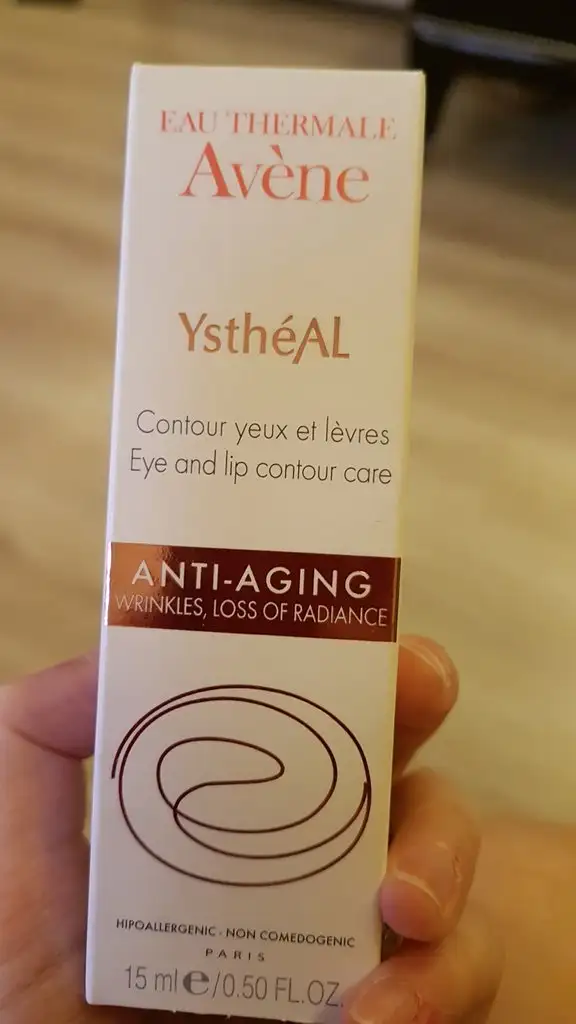 EAU THERMALE
Avène
YsthéAL
Contour yeux et lèvres
Eye and lip contour care
ANTI-AGING
WRINKLES, LOSS OF RADIANCE
HIPOALLERGENIC - NON COMEDOGENIC
PARIS
15 ml ℮/0.50 FL.OZ.